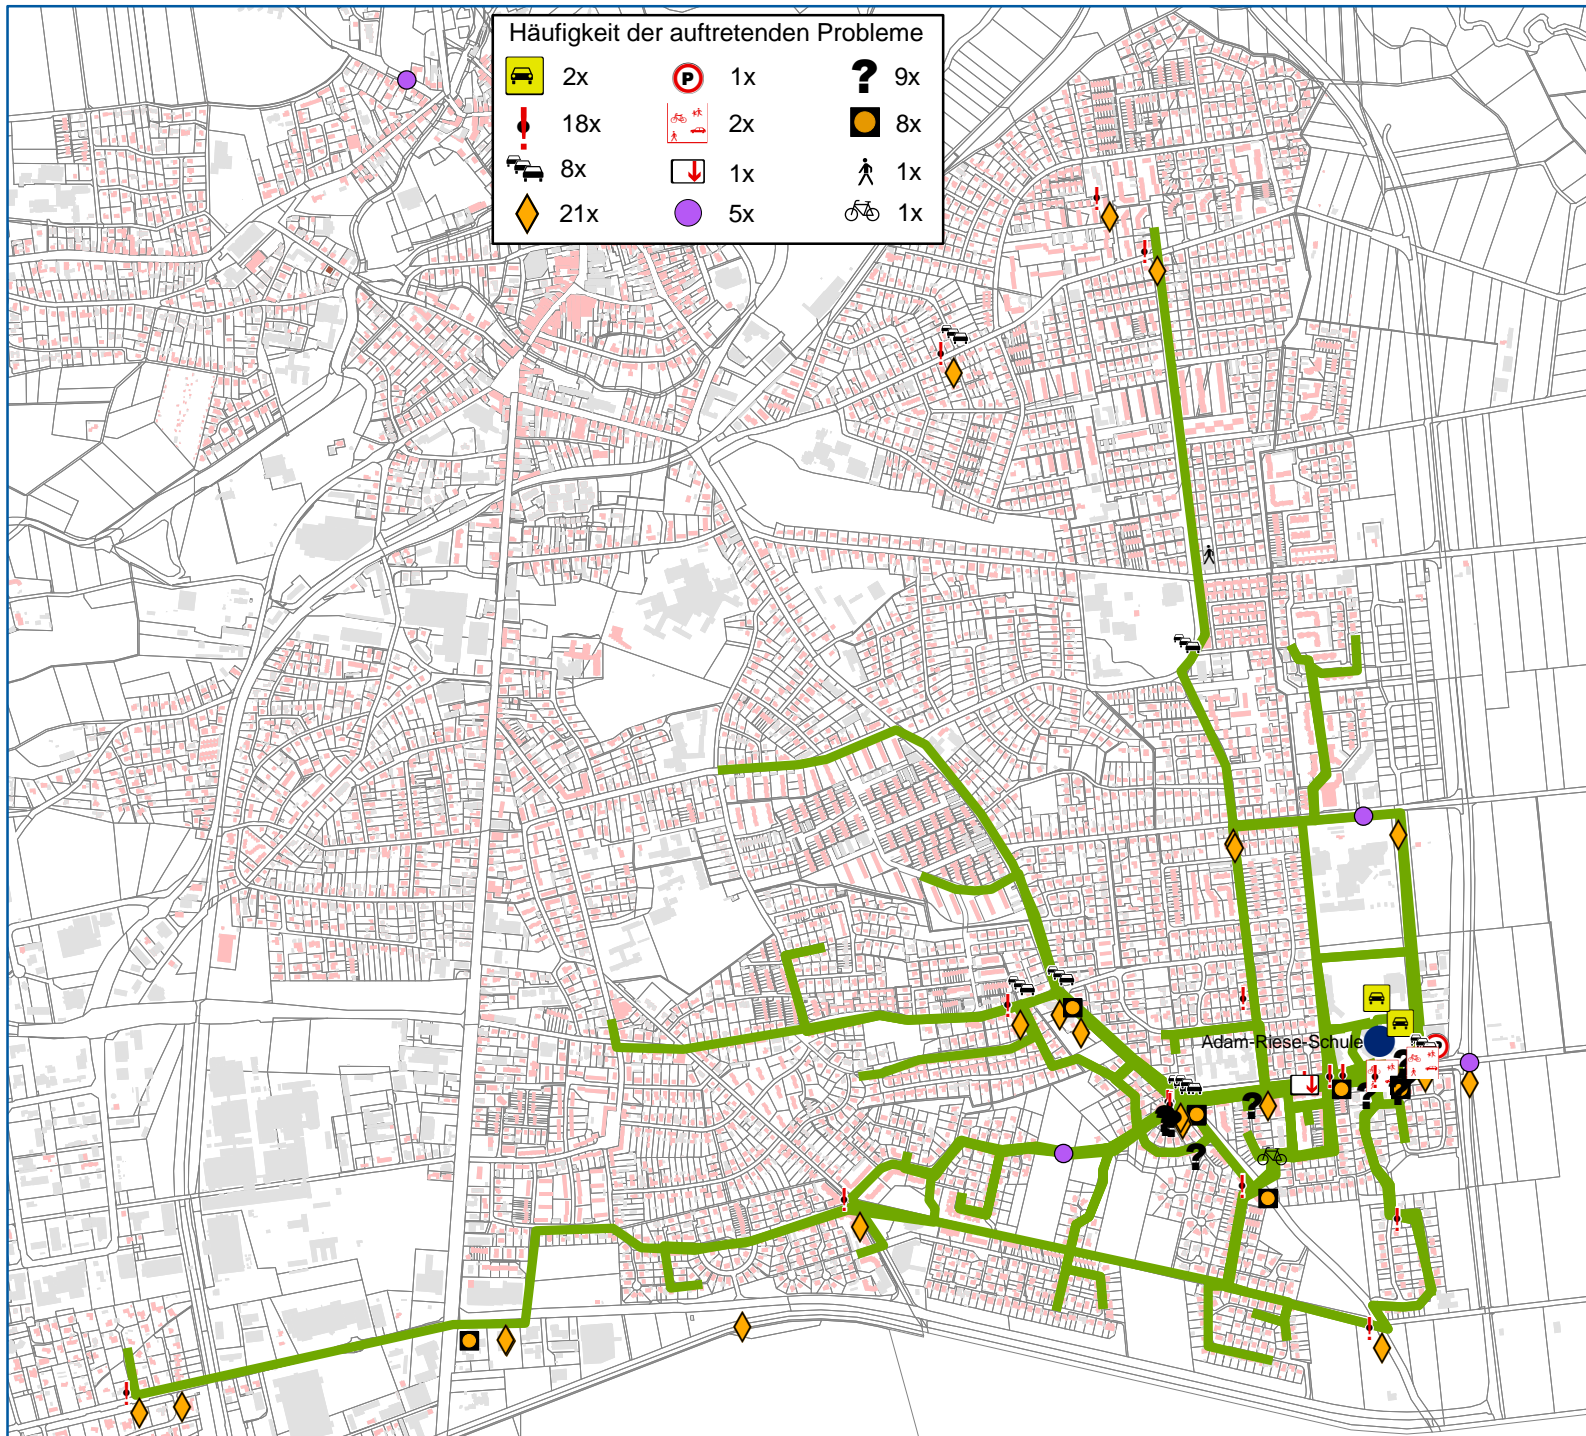 Häufigkeit der auftretenden Probleme
2x P 1x ? 9x
18x 2x 8x
8x 1x 1x
21x 5x 1x
Adam-Riese-Schule